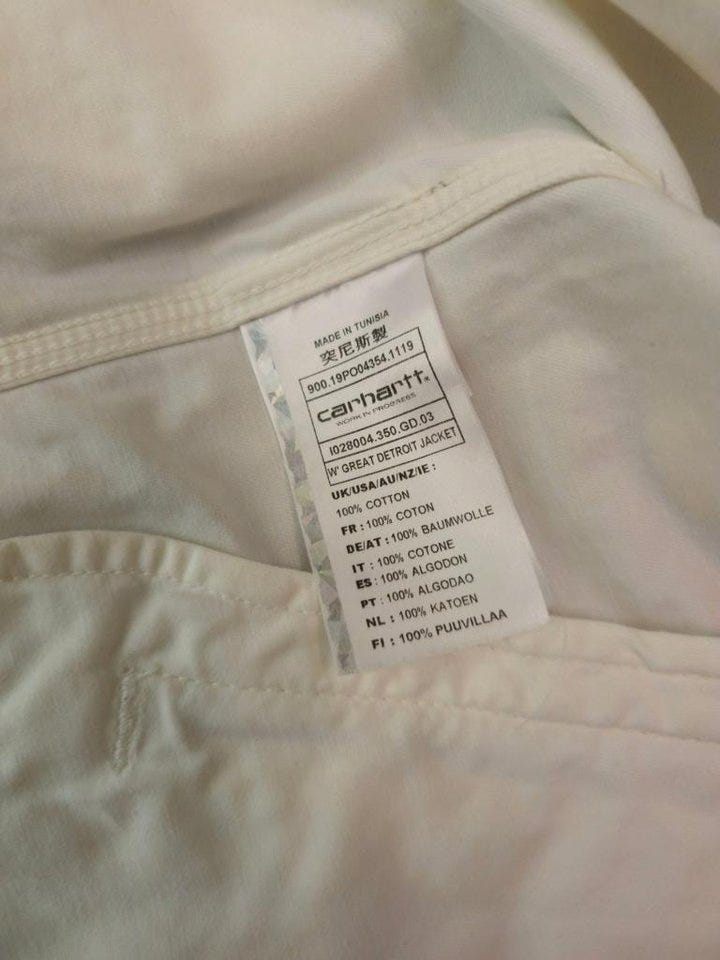 MADE IN TUNISIA
突尼斯製
900.19PO04354.1119
carhartt®
WORK IN PROGRESS
I028004.350.GD.03
W' GREAT DETROIT JACKET
UK/USA/AU/NZ/IE :
100% COTTON
FR : 100% COTON
DE/AT : 100% BAUMWOLLE
IT : 100% COTONE
ES : 100% ALGODON
PT : 100% ALGODAO
NL : 100% KATOEN
FI : 100% PUUVILLAA